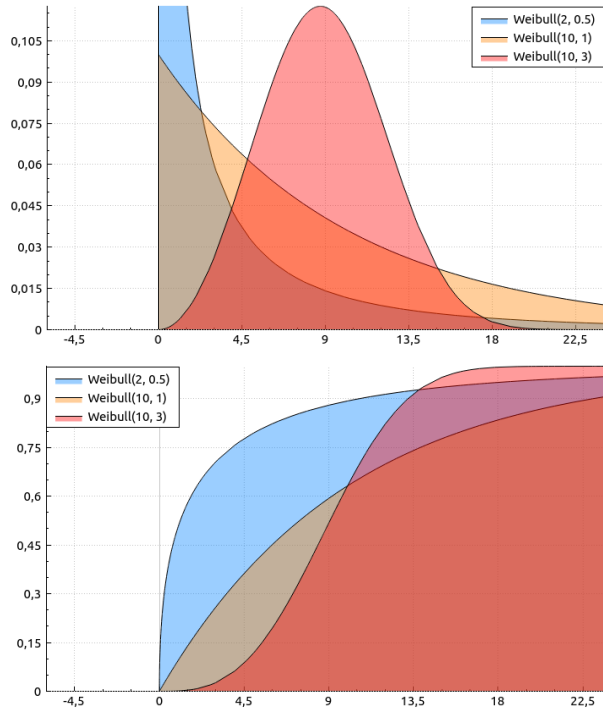 0,105
0,09
0,075
0,06
0,045
0,03
0,015
0
-4,5 0 4,5 9 13,5 18 22,5
Weibull(2, 0.5)
Weibull(10, 1)
Weibull(10, 3)
Weibull(2, 0.5)
Weibull(10, 1)
Weibull(10, 3)
0,9
0,75
0,6
0,45
0,3
0,15
0
-4,5 0 4,5 9 13,5 18 22,5